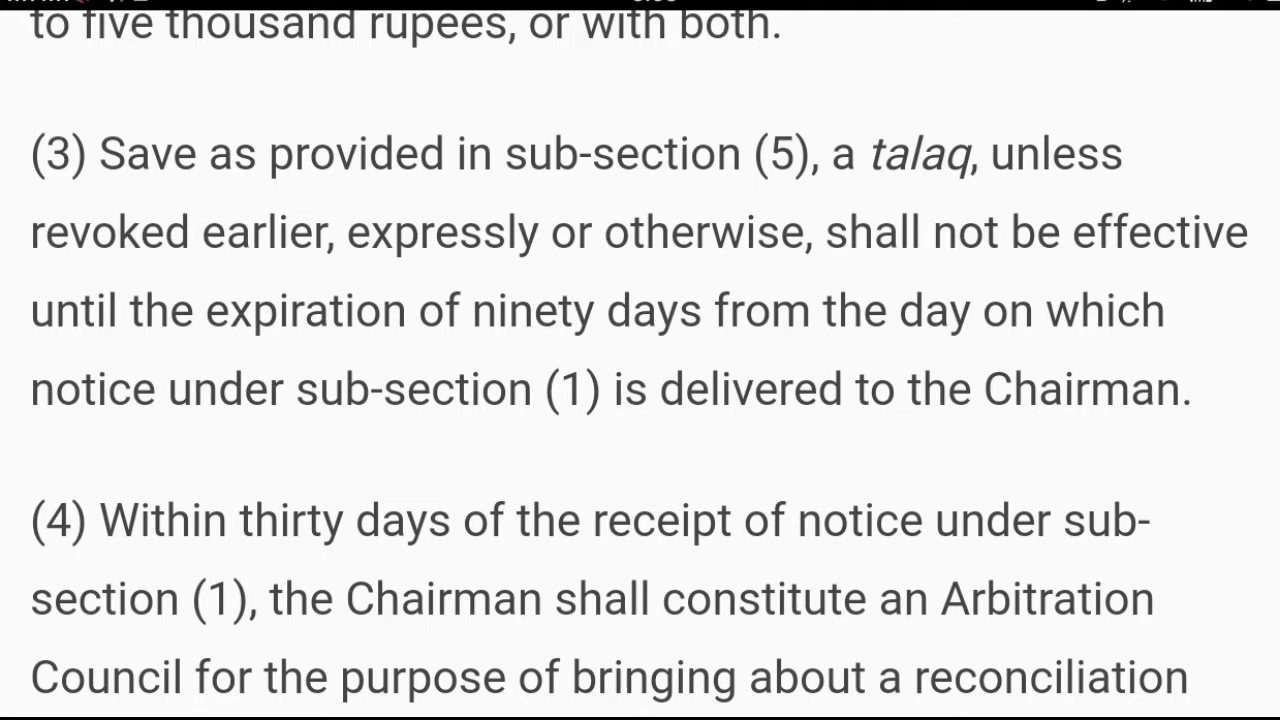 to five thousand rupees, or with both.
(3) Save as provided in sub-section (5), a talaq, unless
revoked earlier, expressly or otherwise, shall not be effective
until the expiration of ninety days from the day on which
notice under sub-section (1) is delivered to the Chairman.
(4) Within thirty days of the receipt of notice under sub-
section (1), the Chairman shall constitute an Arbitration
Council for the purpose of bringing about a reconciliation